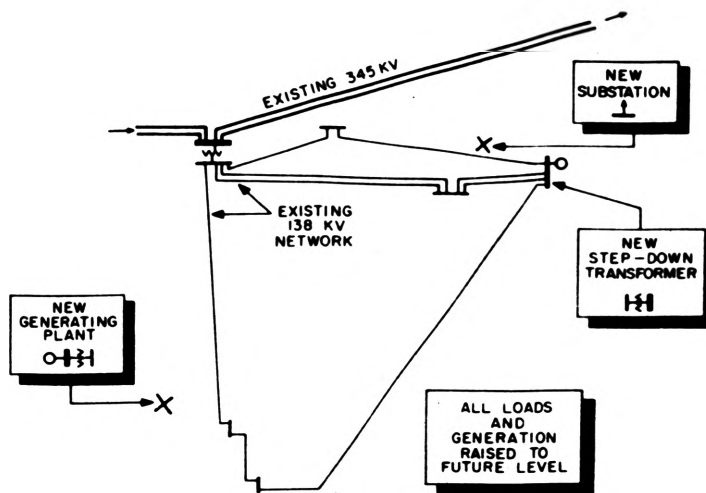 EXISTING 345 KV
NEW
SUBSTATION
X
EXISTING
138 KV
NETWORK
NEW
STEP-DOWN
TRANSFORMER
NEW
GENERATING
PLANT
X
ALL LOADS
AND
GENERATION
RAISED TO
FUTURE LEVEL